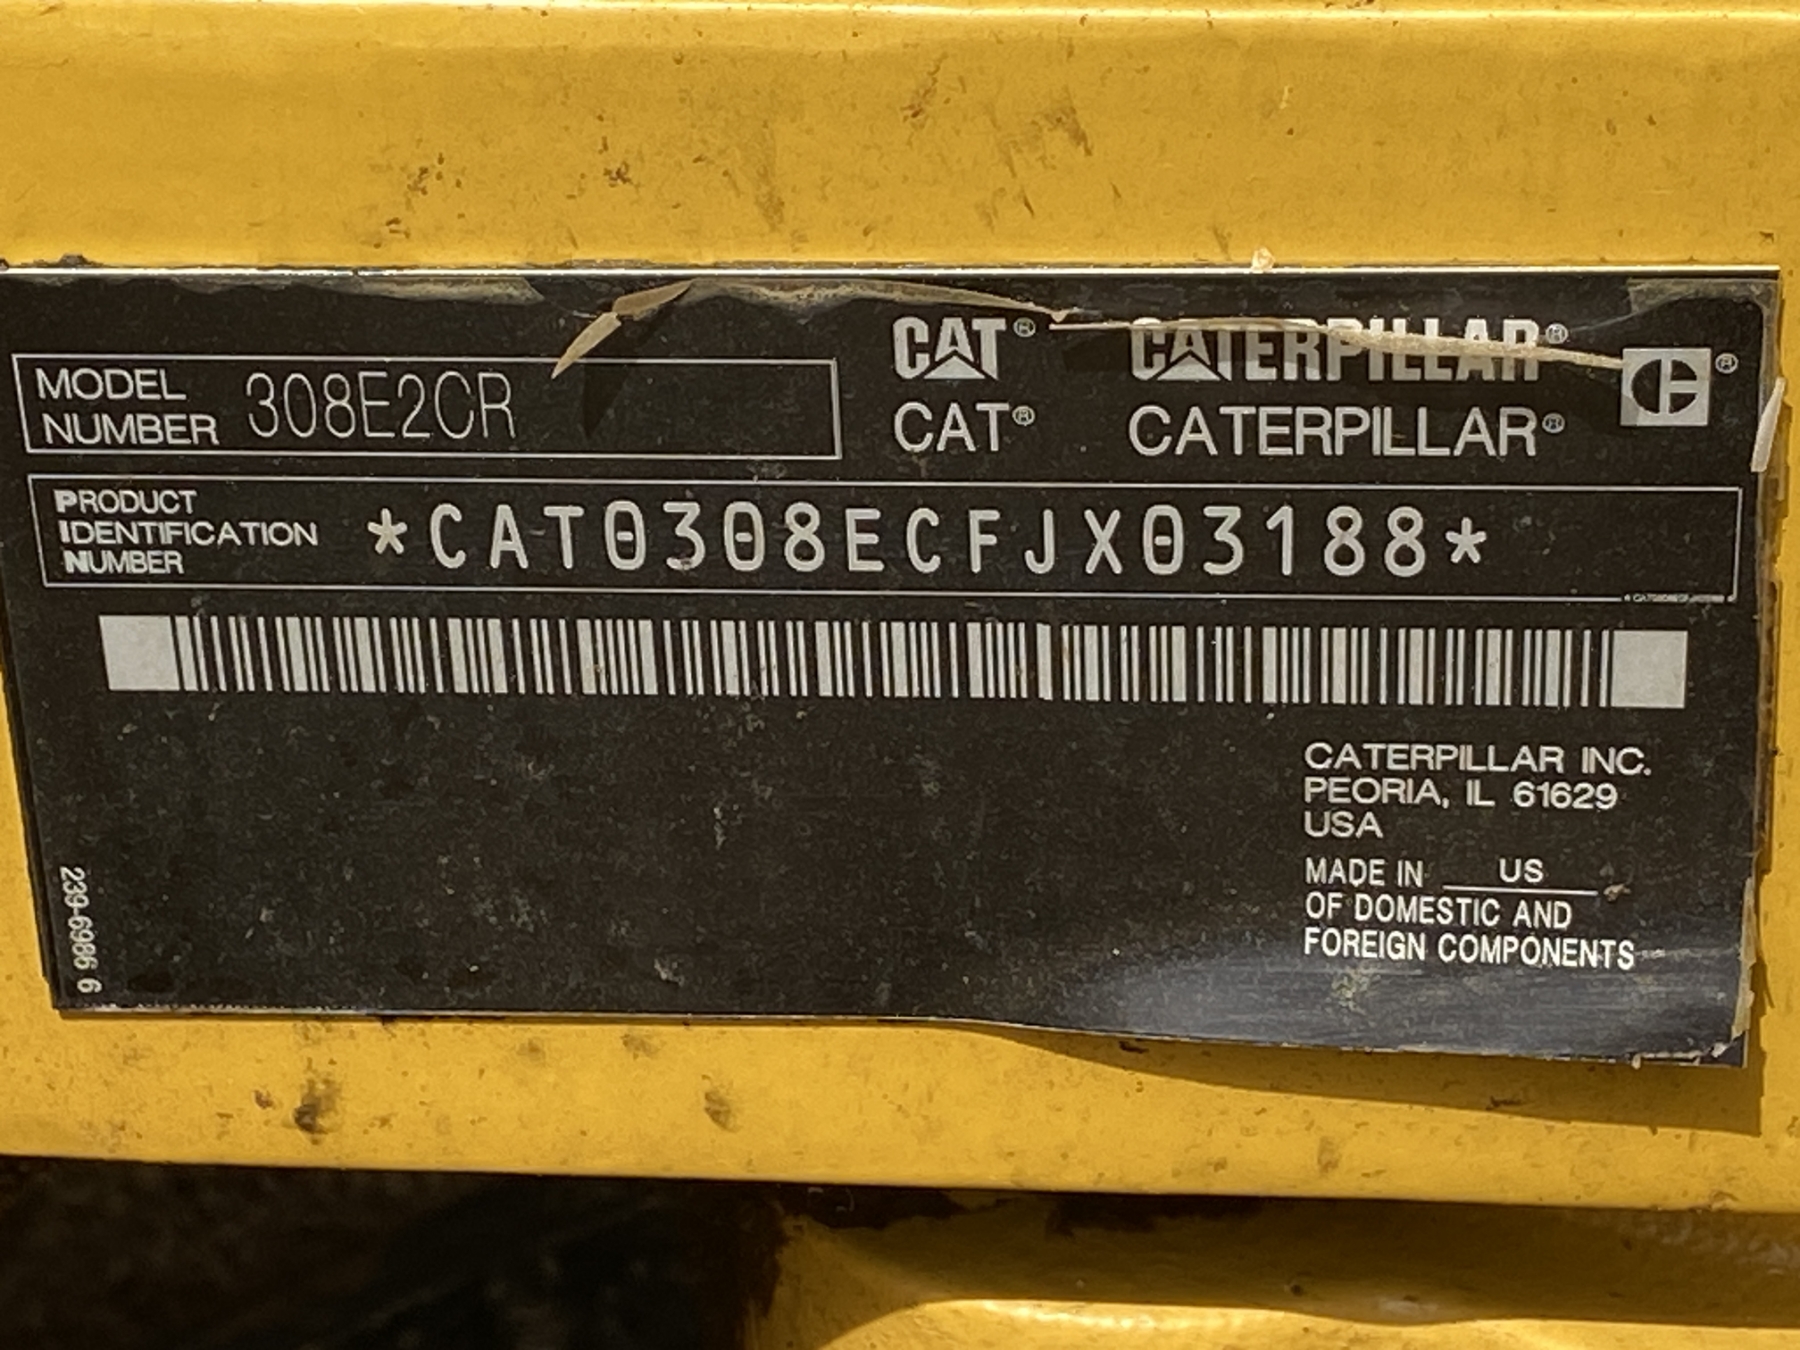 MODEL NUMBER 308E2CR
CAT® CATERPILLAR® ®
CAT® CATERPILLAR®
PRODUCT IDENTIFICATION NUMBER *CAT0308ECFJX03188*
CATERPILLAR INC.
PEORIA, IL 61629
USA
MADE IN US
OF DOMESTIC AND
FOREIGN COMPONENTS
239-6986 6